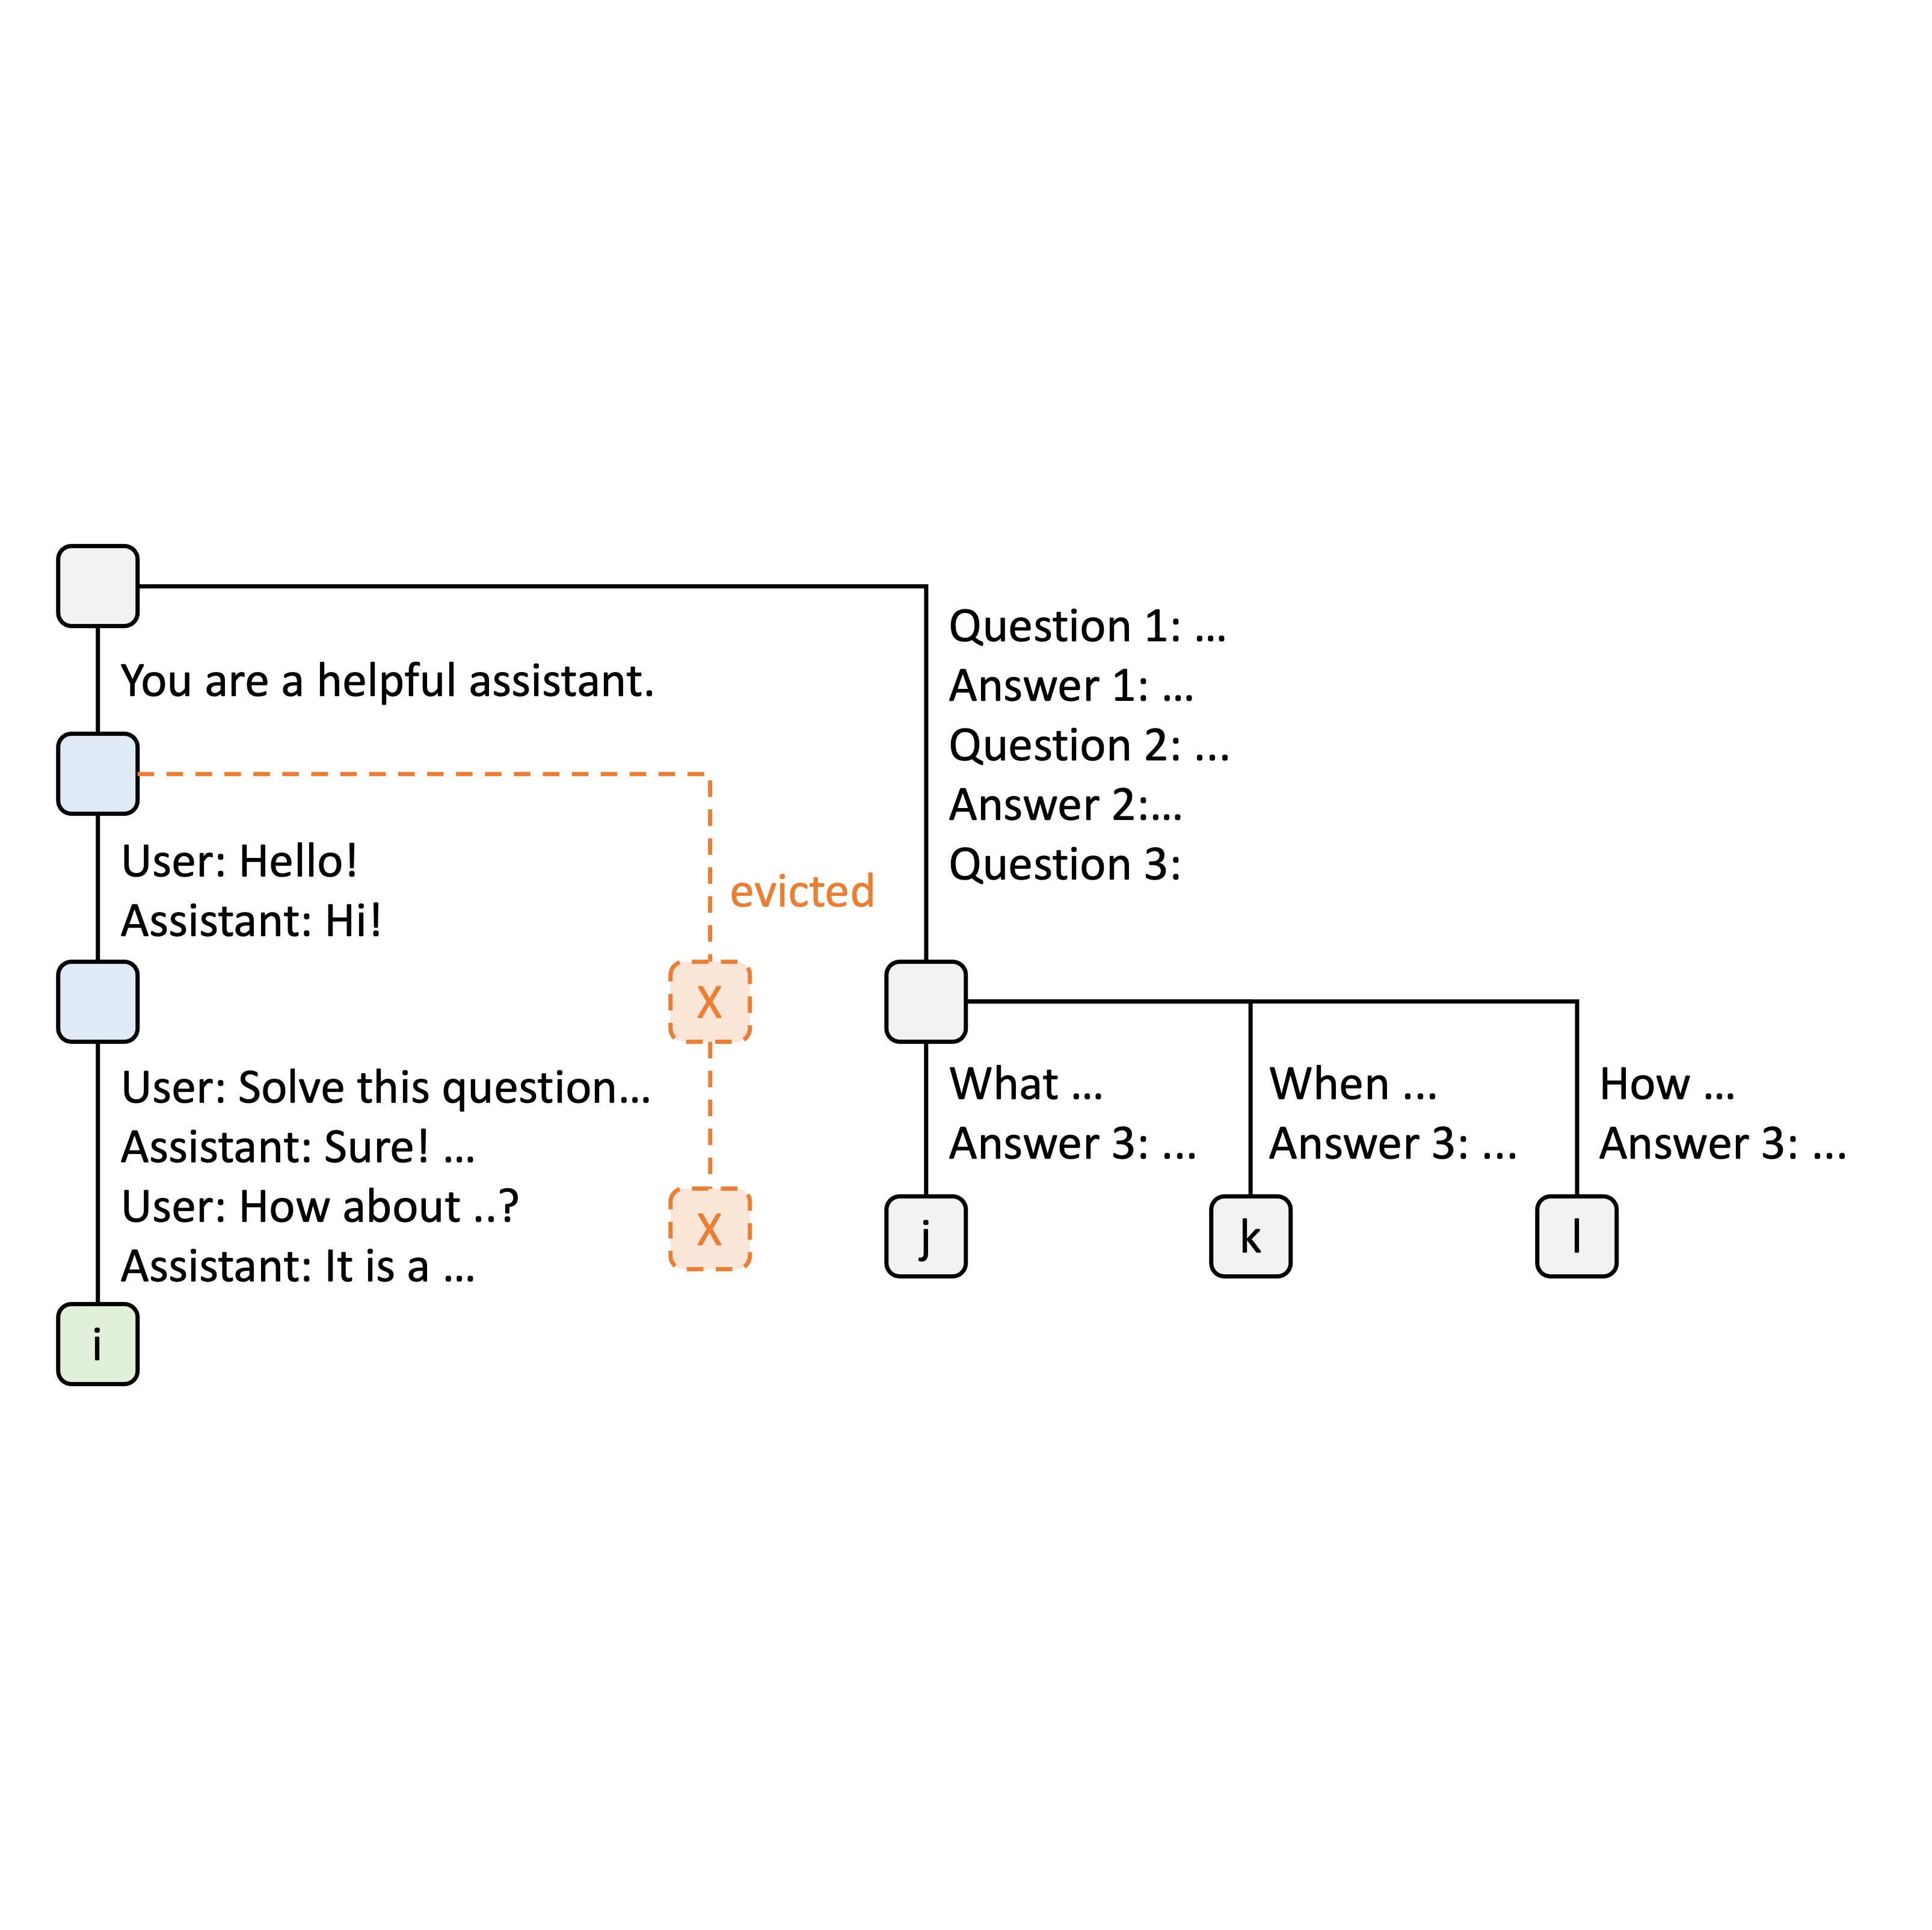 You are a helpful assistant.
User: Hello!
Assistant: Hi!
User: Solve this question...
Assistant: Sure! ...
User: How about ..?
Assistant: It is a ...
i
evicted
X
X
Question 1: ...
Answer 1: ...
Question 2: ...
Answer 2:...
Question 3:
What ...
Answer 3: ...
j
When ...
Answer 3: ...
k
How ...
Answer 3: ...
l